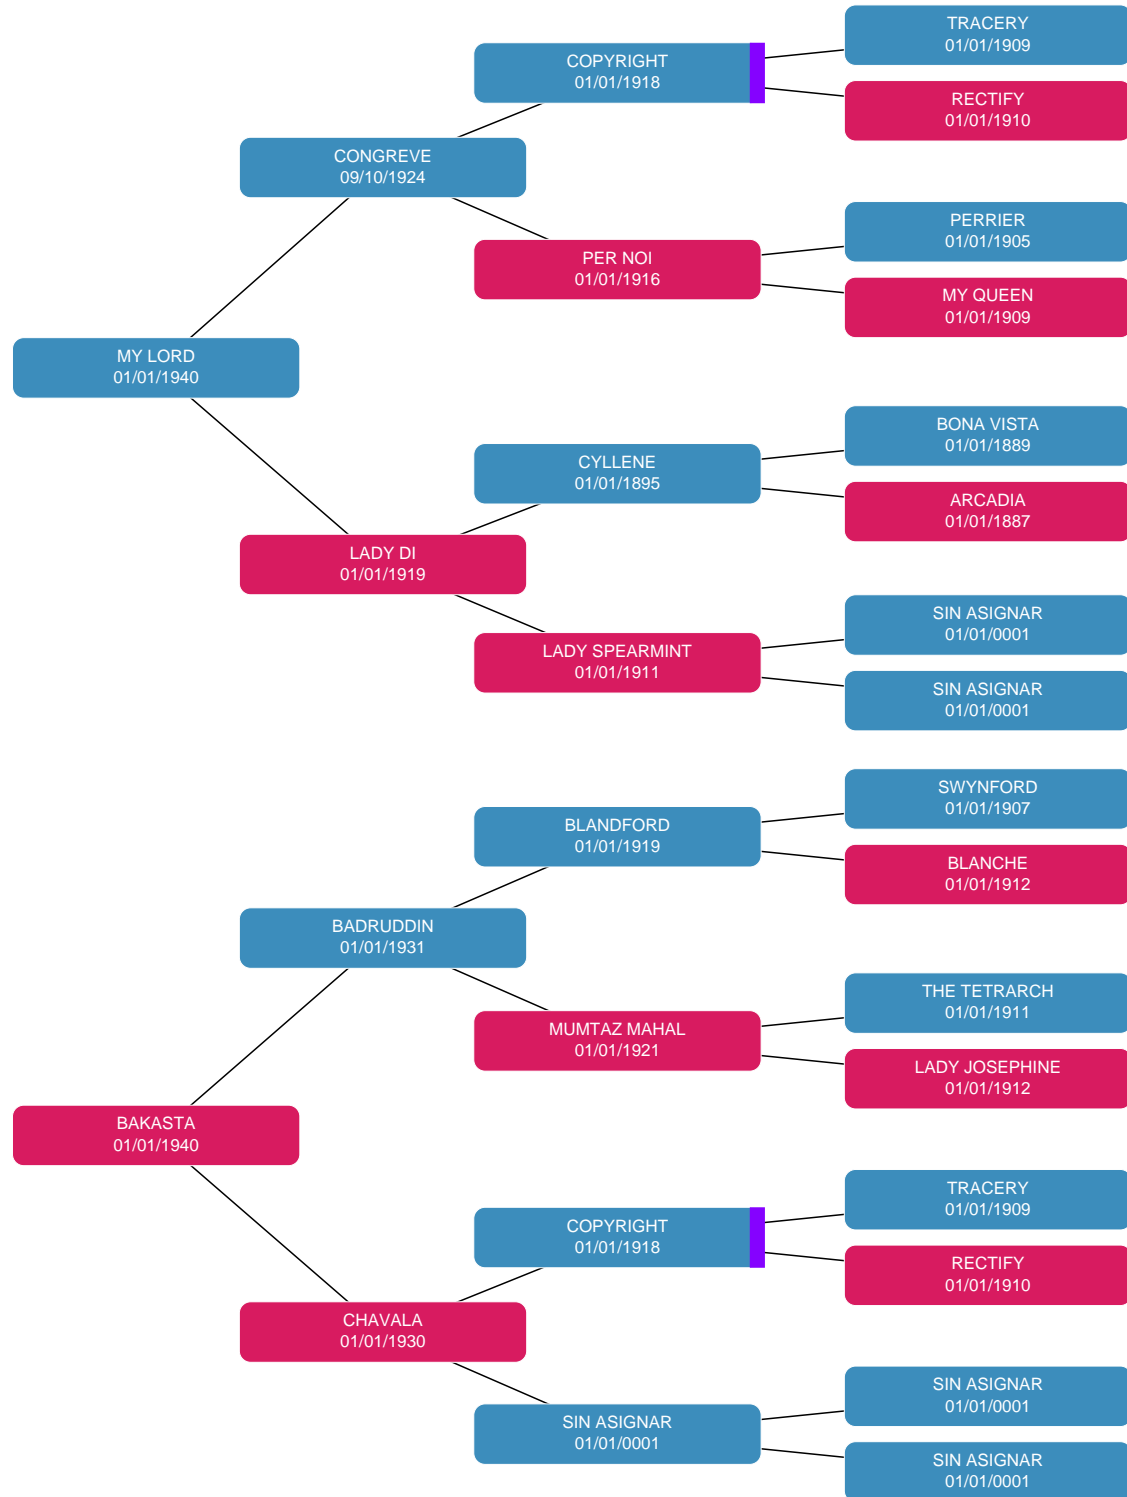 TRACERY
01/01/1909
COPYRIGHT
01/01/1918
RECTIFY
01/01/1910
CONGREVE
09/10/1924
PERRIER
01/01/1905
PER NOI
01/01/1916
MY QUEEN
01/01/1909
MY LORD
01/01/1940
BONA VISTA
01/01/1889
CYLLENE
01/01/1895
ARCADIA
01/01/1887
LADY DI
01/01/1919
SIN ASIGNAR
01/01/0001
LADY SPEARMINT
01/01/1911
SIN ASIGNAR
01/01/0001
SWYNFORD
01/01/1907
BLANDFORD
01/01/1919
BLANCHE
01/01/1912
BADRUDDIN
01/01/1931
THE TETRARCH
01/01/1911
MUMTAZ MAHAL
01/01/1921
LADY JOSEPHINE
01/01/1912
BAKASTA
01/01/1940
TRACERY
01/01/1909
COPYRIGHT
01/01/1918
RECTIFY
01/01/1910
CHAVALA
01/01/1930
SIN ASIGNAR
01/01/0001
SIN ASIGNAR
01/01/0001
SIN ASIGNAR
01/01/0001